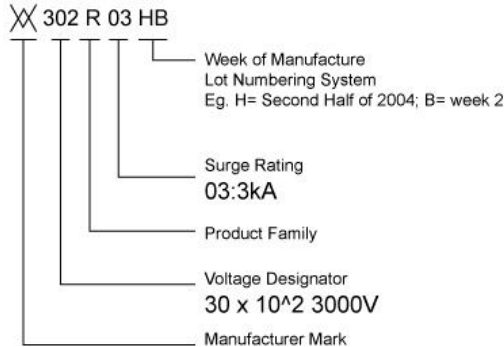 302 R 03 HB
Week of Manufacture
Lot Numbering System
Eg. H= Second Half of 2004; B= week 2
Surge Rating
03:3kA
Product Family
Voltage Designator
30 x 10^2 3000V
Manufacturer Mark